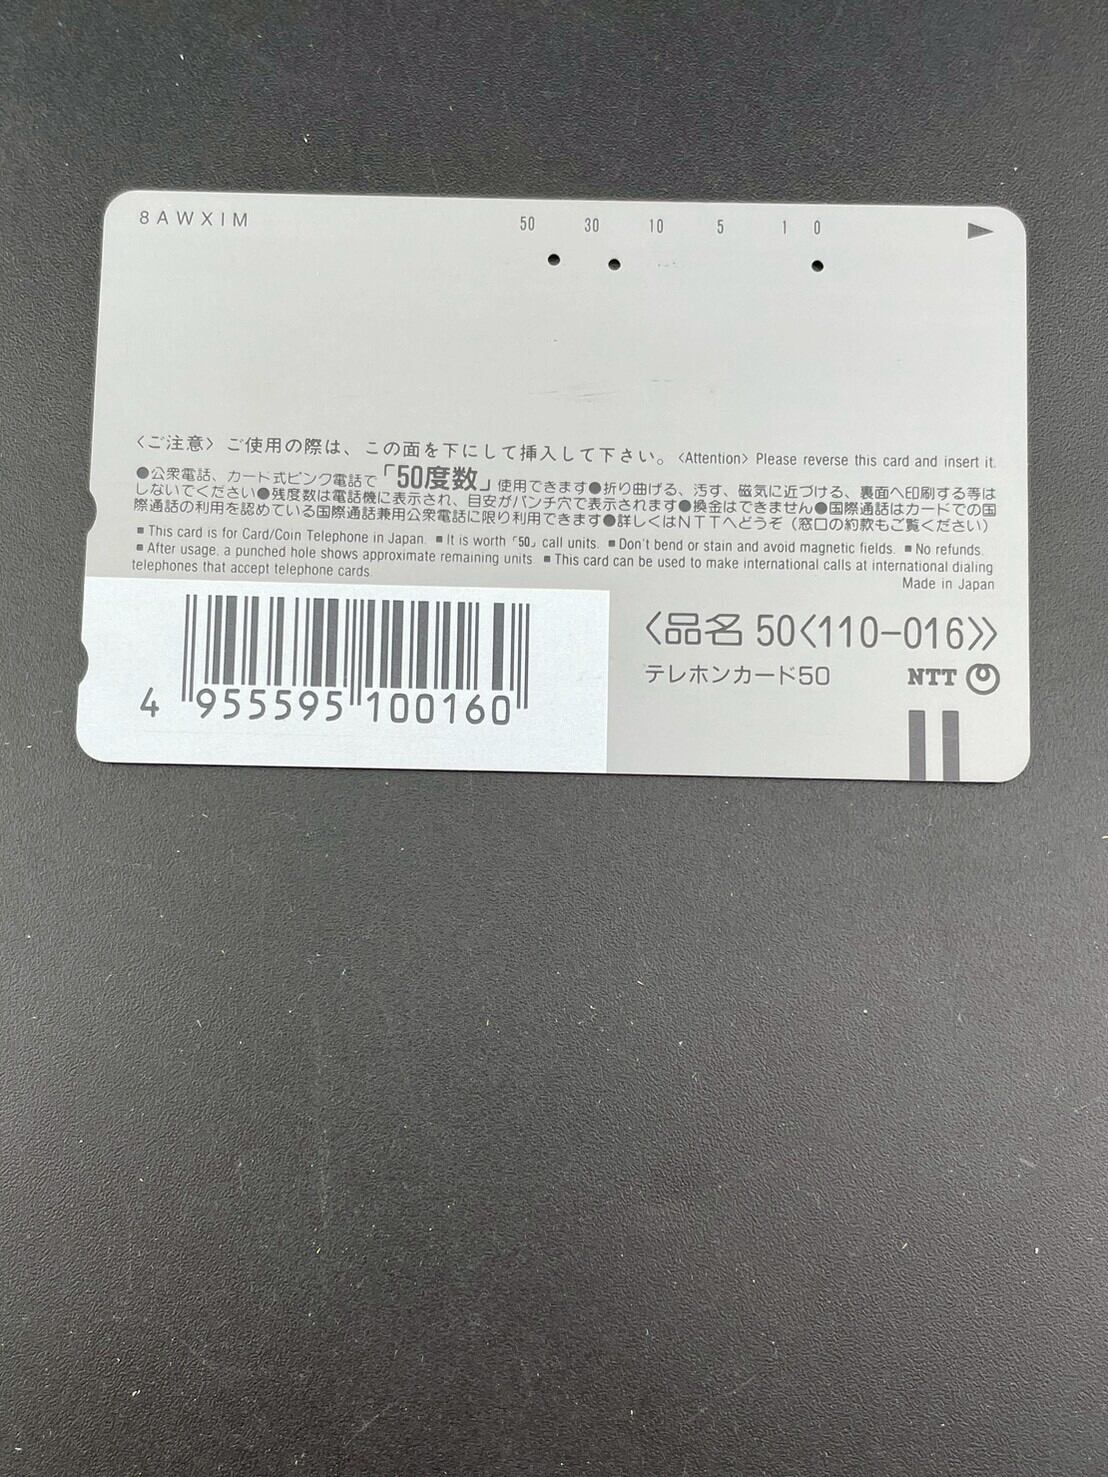 8AWXIM
50 30 10 5 1 0
〈ご注意〉ご使用の際は、この面を下にして挿入して下さい。〈Attention〉Please reverse this card and insert it.
●公衆電話、カード式ピンク電話で「50度数」使用できます●折り曲げる、汚す、磁気に近づける、裏面へ印刷する等は
しないでください●残度数は電話機に表示され、目安がパンチ穴で表示されます●換金はできません●国際通話はカードでの国
際通話の利用を認めている国際通話兼用公衆電話に限り利用できます●詳しくはNTTへどうぞ(窓口の約款もご覧ください)
■This card is for Card/Coin Telephone in Japan. ■It is worth「50」call units. ■Don't bend or stain and avoid magnetic fields. ■No refunds.
■After usage, a punched hole shows approximate remaining units. ■This card can be used to make international calls at international dialing
telephones that accept telephone cards.
Made in Japan
〈品名 50〈110-016〉〉
テレホンカード50
NTT
4 955595 100160